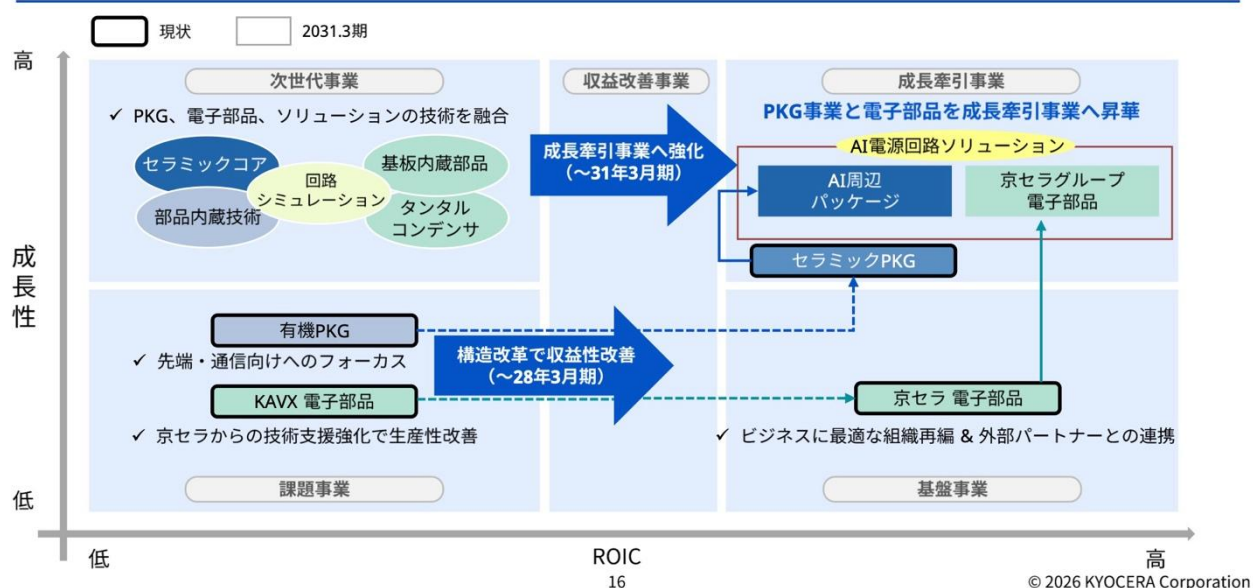 現状
2031.3期
高
次世代事業
収益改善事業
成長牽引事業
✓ PKG、電子部品、ソリューションの技術を融合
PKG事業と電子部品を成長牽引事業へ昇華
セラミックコア
基板内蔵部品
回路
シミュレーション
部品内蔵技術
タンタル
コンデンサ
成長牽引事業へ強化
(~31年3月期)
AI電源回路ソリューション
AI周辺
パッケージ
京セラグループ
電子部品
セラミックPKG
成長性
有機PKG
✓ 先端・通信向けへのフォーカス
KAVX 電子部品
✓ 京セラからの技術支援強化で生産性改善
構造改革で収益性改善
(~28年3月期)
京セラ 電子部品
✓ ビジネスに最適な組織再編 & 外部パートナーとの連携
課題事業
基盤事業
低
低
ROIC
高
16
© 2026 KYOCERA Corporation